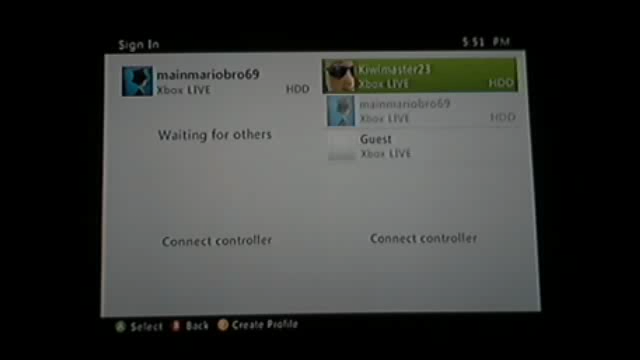 Sign In
5:51 PM
mainmariobro69
Xbox LIVE HDD
Waiting for others
Connect controller
Kiwimaster23
Xbox LIVE HDD
mainmariobro69
Xbox LIVE HDD
Guest
Xbox LIVE
Connect controller
A Select B Back Create Profile